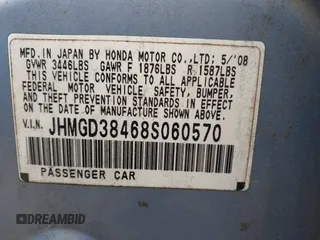 MFD. IN JAPAN BY HONDA MOTOR CO., LTD; 5/'08
GVWR 3446LBS GAWR F 1876LBS R 1587LBS
THIS VEHICLE CONFORMS TO ALL APPLICABLE
FEDERAL MOTOR VEHICLE SAFETY, BUMPER,
AND THEFT PREVENTION STANDARDS IN EFFECT
ON THE DATE OF MANUFACTURE SHOWN ABOVE.
V.I.N. JHMGD38468S060570
PASSENGER CAR
DREAMBID